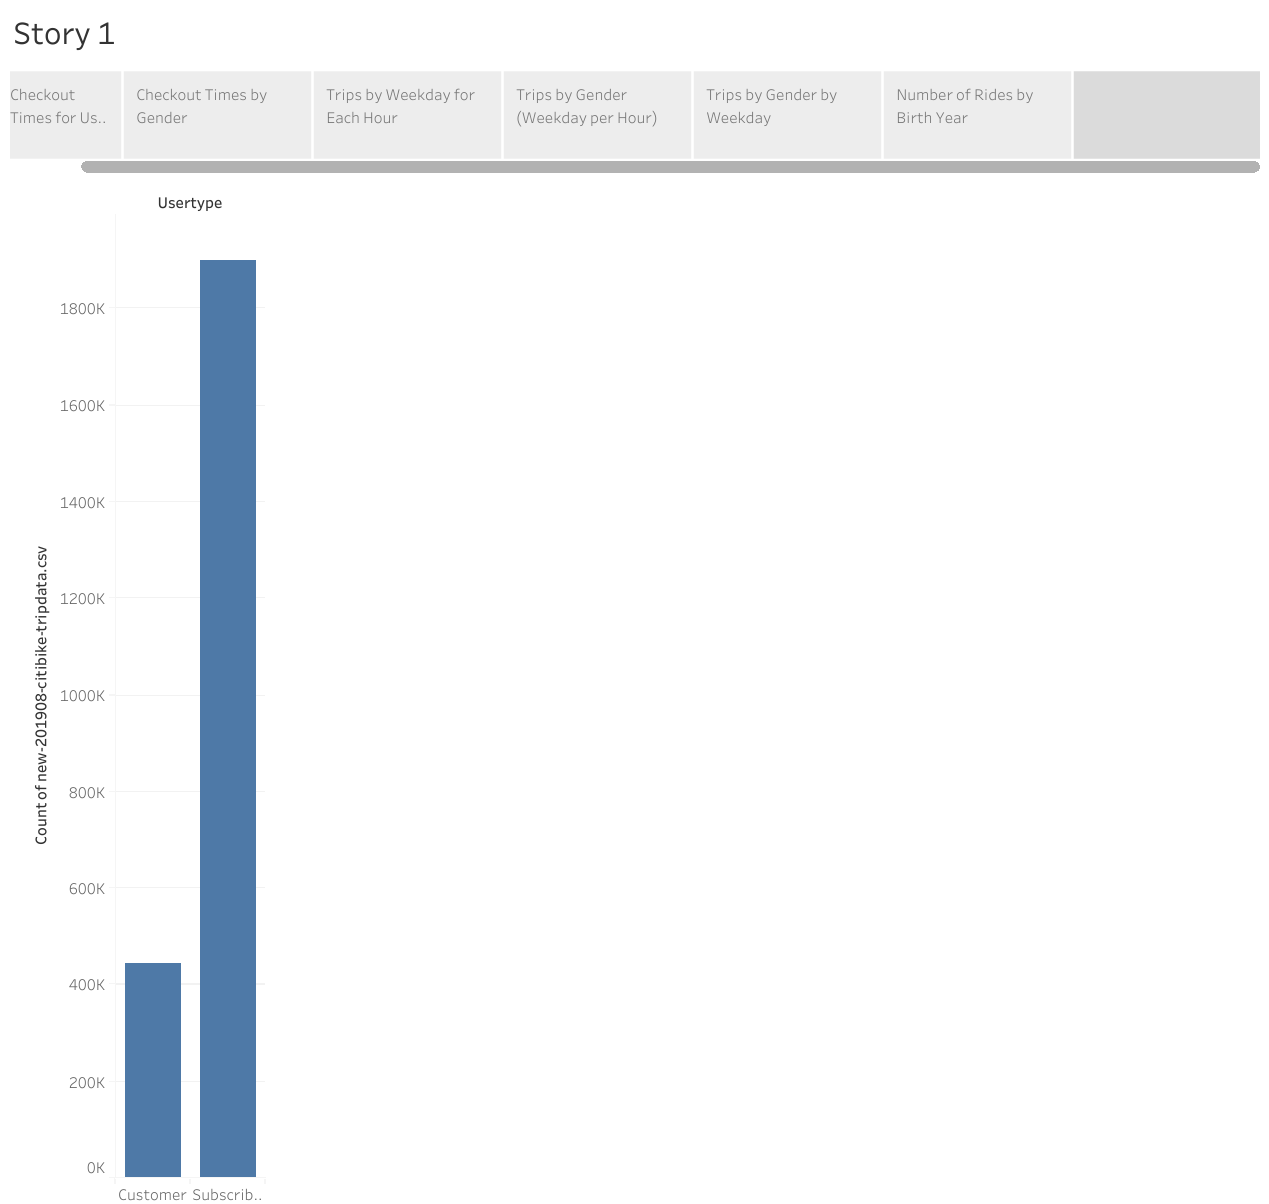 Story 1
Checkout
Times for Us..
Checkout Times by
Gender
Trips by Weekday for
Each Hour
Trips by Gender
(Weekday per Hour)
Trips by Gender by
Weekday
Number of Rides by
Birth Year
Usertype
1800K
1600K
1400K
1200K
1000K
800K
600K
400K
200K
0K
Count of new-201908-citibike-tripdata.csv
Customer
Subscrib..